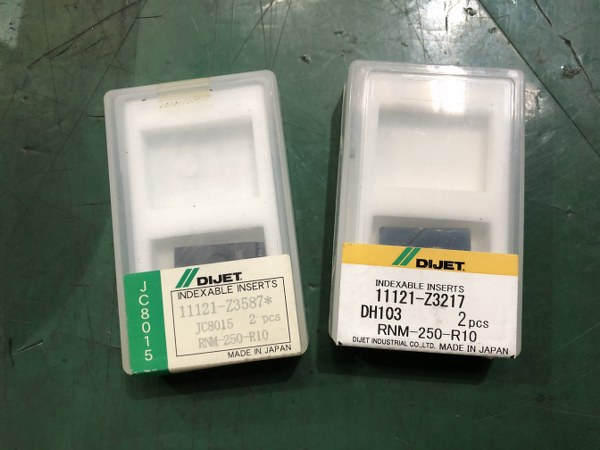 DIJET
INDEXABLE INSERTS
11121-Z3587*
JC8015 2 pcs
RNM-250-R10
MADE IN JAPAN
JC8015
DIJET
INDEXABLE INSERTS
11121-Z3217
DH103 2 pcs
RNM-250-R10
DIJET INDUSTRIAL CO.,LTD. MADE IN JAPAN